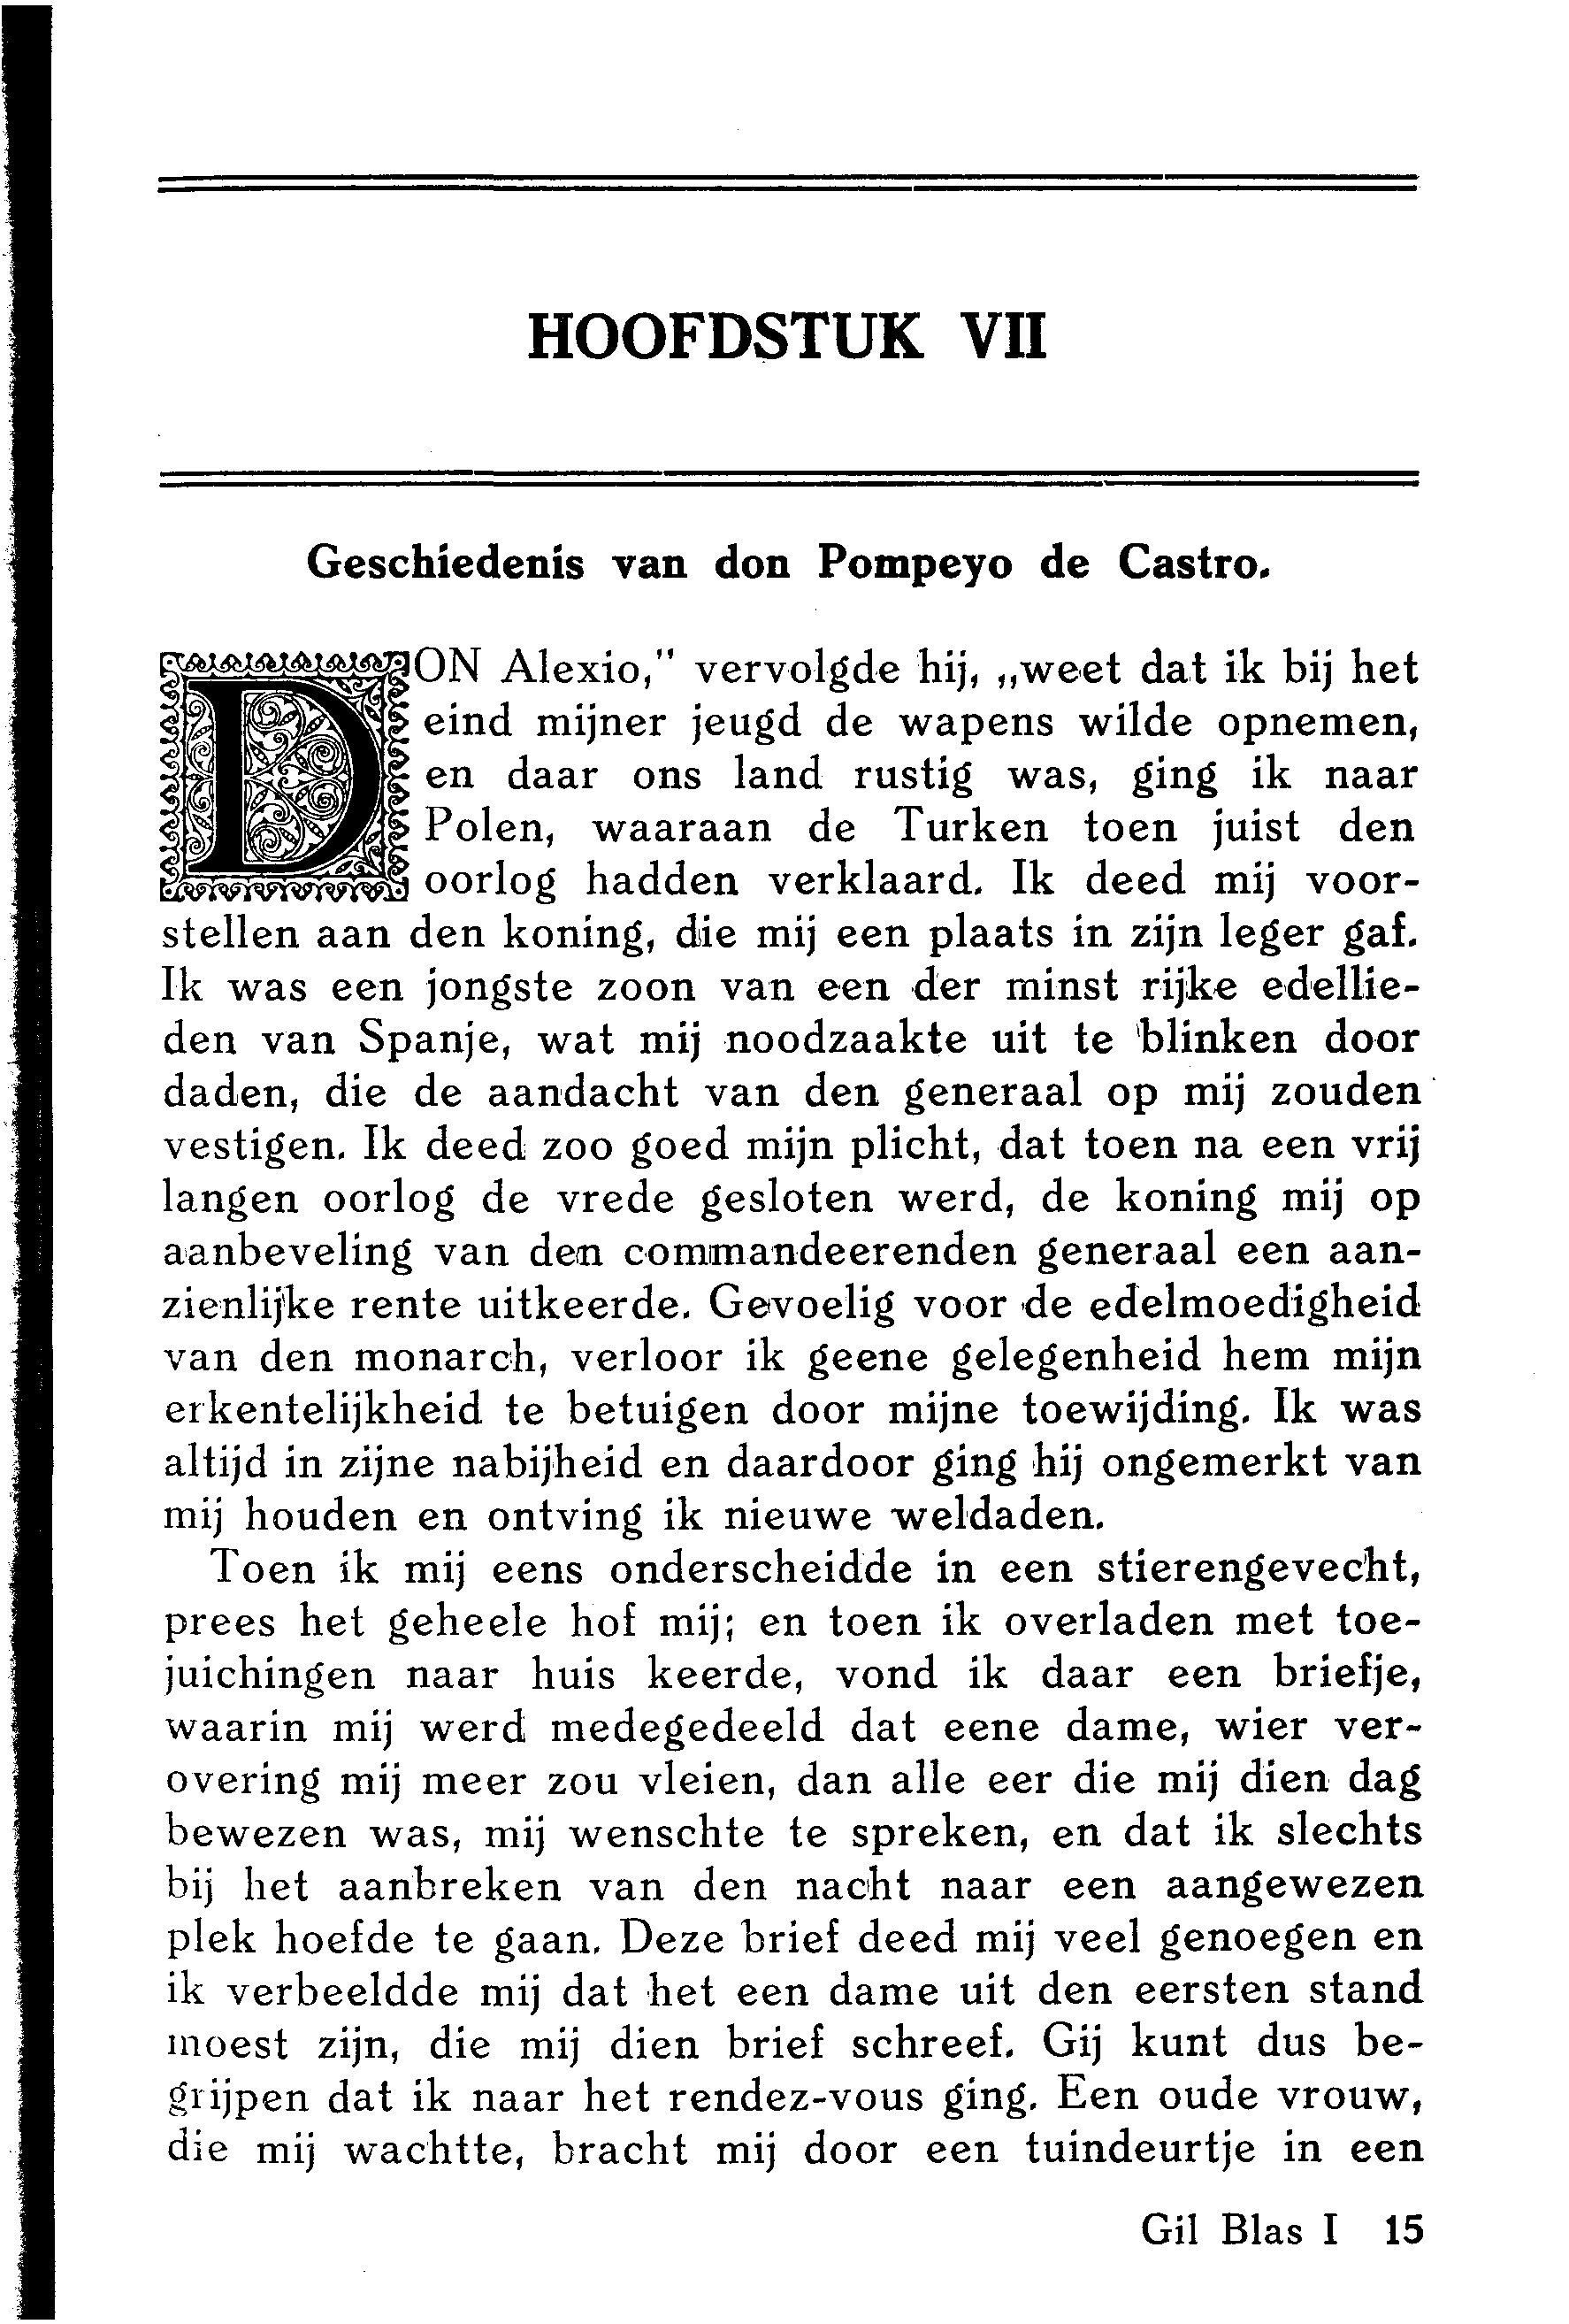 HOOFDSTUK VII
Geschiedenis van don Pompeyo de Castro.
DON Alexio," vervolgde hij, „weet dat ik bij het
eind mijner jeugd de wapens wilde opnemen,
en daar ons land rustig was, ging ik naar
Polen, waaraan de Turken toen juist den
oorlog hadden verklaard. Ik deed mij voor-
stellen aan den koning, die mij een plaats in zijn leger gaf.
Ik was een jongste zoon van een der minst rijke edellie-
den van Spanje, wat mij noodzaakte uit te blinken door
daden, die de aandacht van den generaal op mij zouden
vestigen. Ik deed zoo goed mijn plicht, dat toen na een vrij
langen oorlog de vrede gesloten werd, de koning mij op
aanbeveling van den commandeerenden generaal een aan-
zienlijke rente uitkeerde. Gevoelig voor de edelmoedigheid
van den monarch, verloor ik geene gelegenheid hem mijn
erkentelijkheid te betuigen door mijne toewijding. Ik was
altijd in zijne nabijheid en daardoor ging hij ongemerkt van
mij houden en ontving ik nieuwe weldaden.
Toen ik mij eens onderscheidde in een stierengevecht,
prees het geheele hof mij; en toen ik overladen met toe-
juichingen naar huis keerde, vond ik daar een briefje,
waarin mij werd medegedeeld dat eene dame, wier ver-
overing mij meer zou vleien, dan alle eer die mij dien dag
bewezen was, mij wenschte te spreken, en dat ik slechts
bij het aanbreken van den nacht naar een aangewezen
plek hoefde te gaan. Deze brief deed mij veel genoegen en
ik verbeeldde mij dat het een dame uit den eersten stand
moest zijn, die mij dien brief schreef. Gij kunt dus be-
grijpen dat ik naar het rendez-vous ging. Een oude vrouw,
die mij wachtte, bracht mij door een tuindeurtje in een
Gil Blas I 15